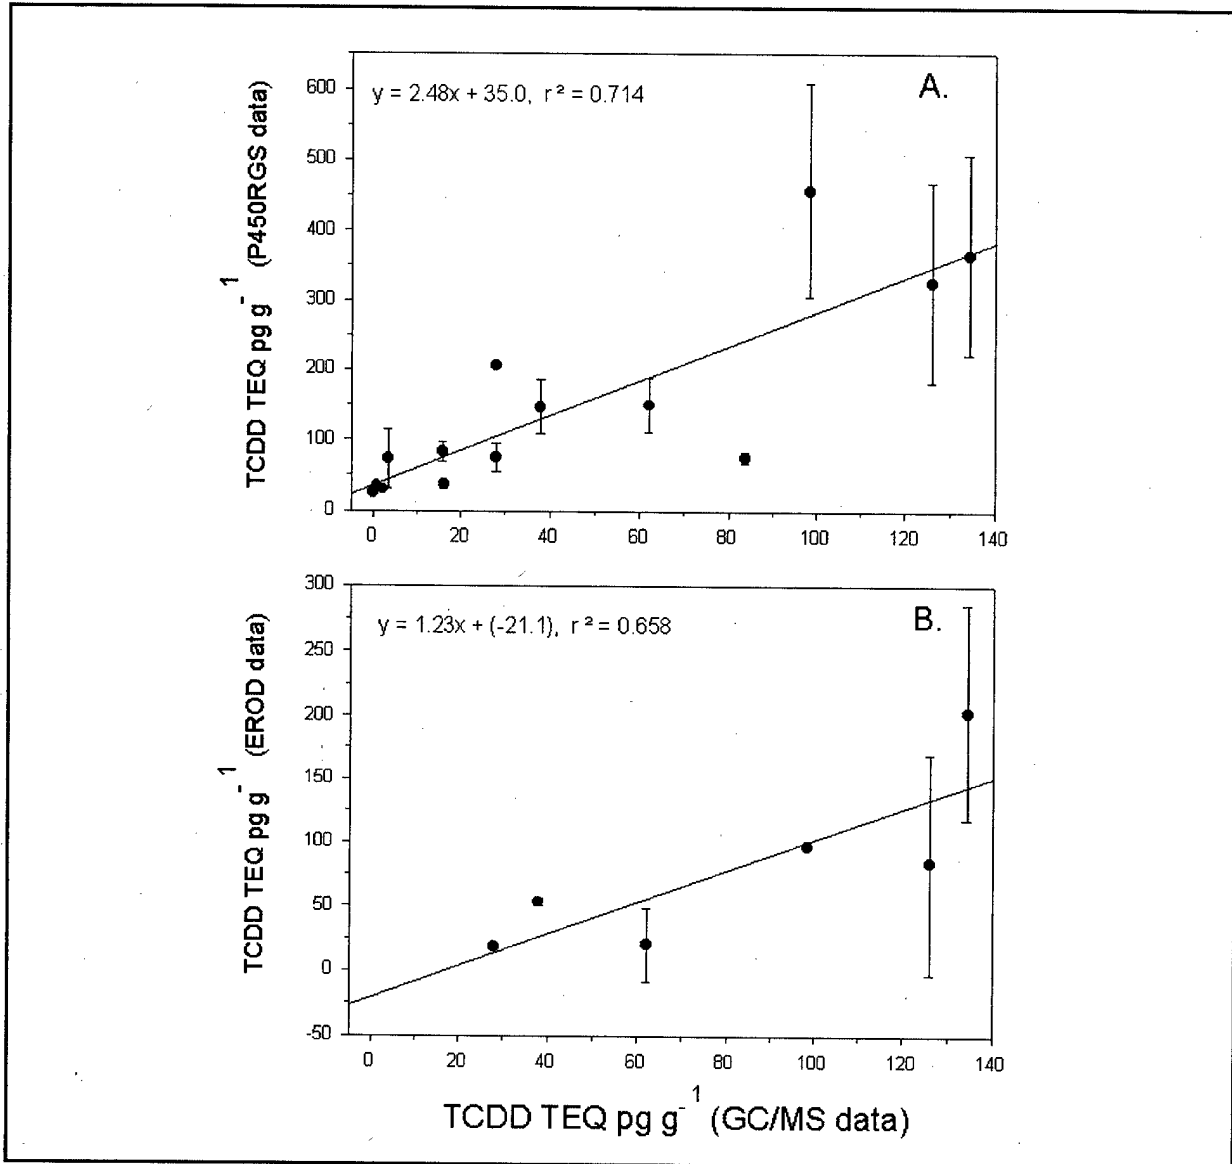 A.
y = 2.48x + 35.0, r² = 0.714
TCDD TEQ pg g⁻¹ (P450RGS data)
600
500
400
300
200
100
0
0 20 40 60 80 100 120 140
B.
y = 1.23x + (-21.1), r² = 0.658
TCDD TEQ pg g⁻¹ (EROD data)
300
250
200
150
100
50
0
-50
0 20 40 60 80 100 120 140
TCDD TEQ pg g⁻¹ (GC/MS data)